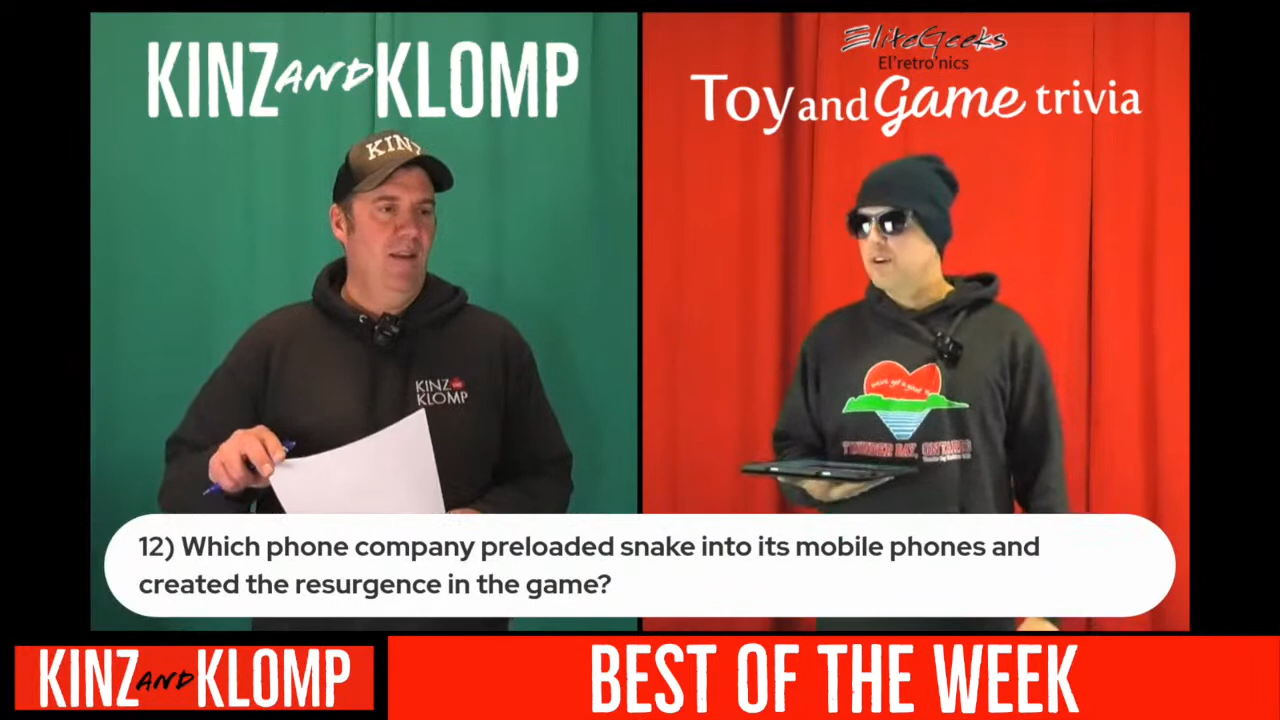 KINZ AND KLOMP
EliteGeeks
El'retro'nics
Toy and Game trivia
KINZ
KINZ AND
KLOMP
THUNDER BAY, ONTARIO
12) Which phone company preloaded snake into its mobile phones and
created the resurgence in the game?
KINZ AND KLOMP
BEST OF THE WEEK